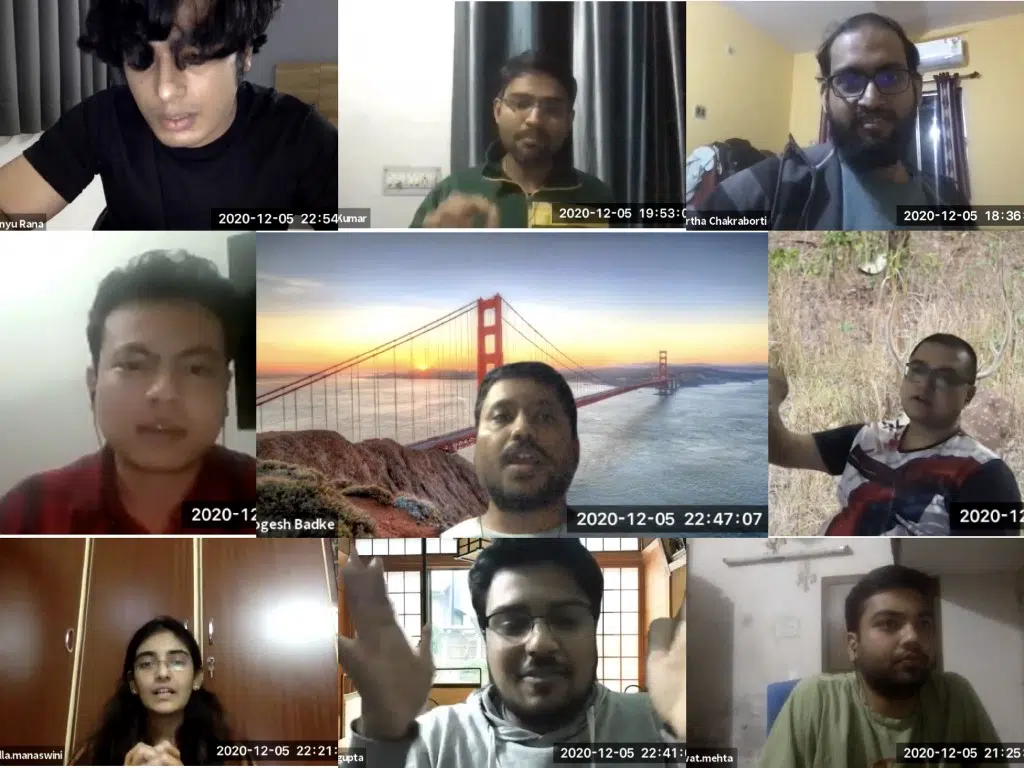 nyu Rana
2020-12-05 22:54
Kumar
2020-12-05 19:53:0
rtha Chakraborti
2020-12-05 18:36
2020-12
ogesh Badke
2020-12-05 22:47:07
2020-12
lla.manaswini
2020-12-05 22:21:
gupta
2020-12-05 22:41:
vat.mehta
2020-12-05 21:25: